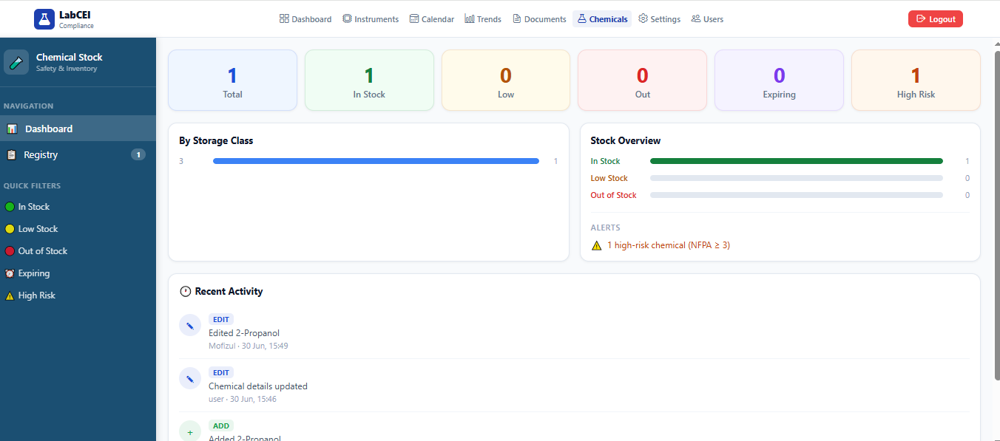 LabCEI
Compliance
Dashboard
Instruments
Calendar
Trends
Documents
Chemicals
Settings
Users
Logout
Chemical Stock
Safety & Inventory
NAVIGATION
Dashboard
Registry 1
QUICK FILTERS
In Stock
Low Stock
Out of Stock
Expiring
High Risk
1
Total
1
In Stock
0
Low
0
Out
0
Expiring
1
High Risk
By Storage Class
3 1
Stock Overview
In Stock 1
Low Stock 0
Out of Stock 0
ALERTS
1 high-risk chemical (NFPA ≥ 3)
Recent Activity
EDIT
Edited 2-Propanol
Mofizul · 30 Jun, 15:49
EDIT
Chemical details updated
user · 30 Jun, 15:46
ADD
Added 2-Propanol